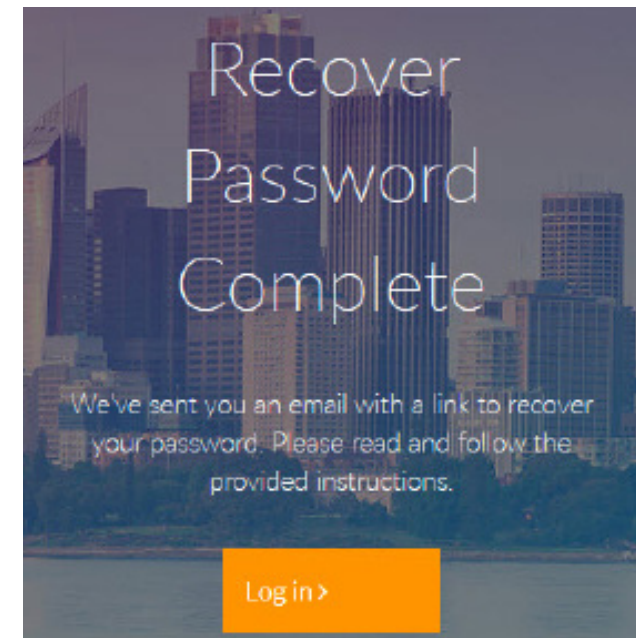 Recover
Password
Complete
We've sent you an email with a link to recover
your password. Please read and follow the
provided instructions.
Log in >